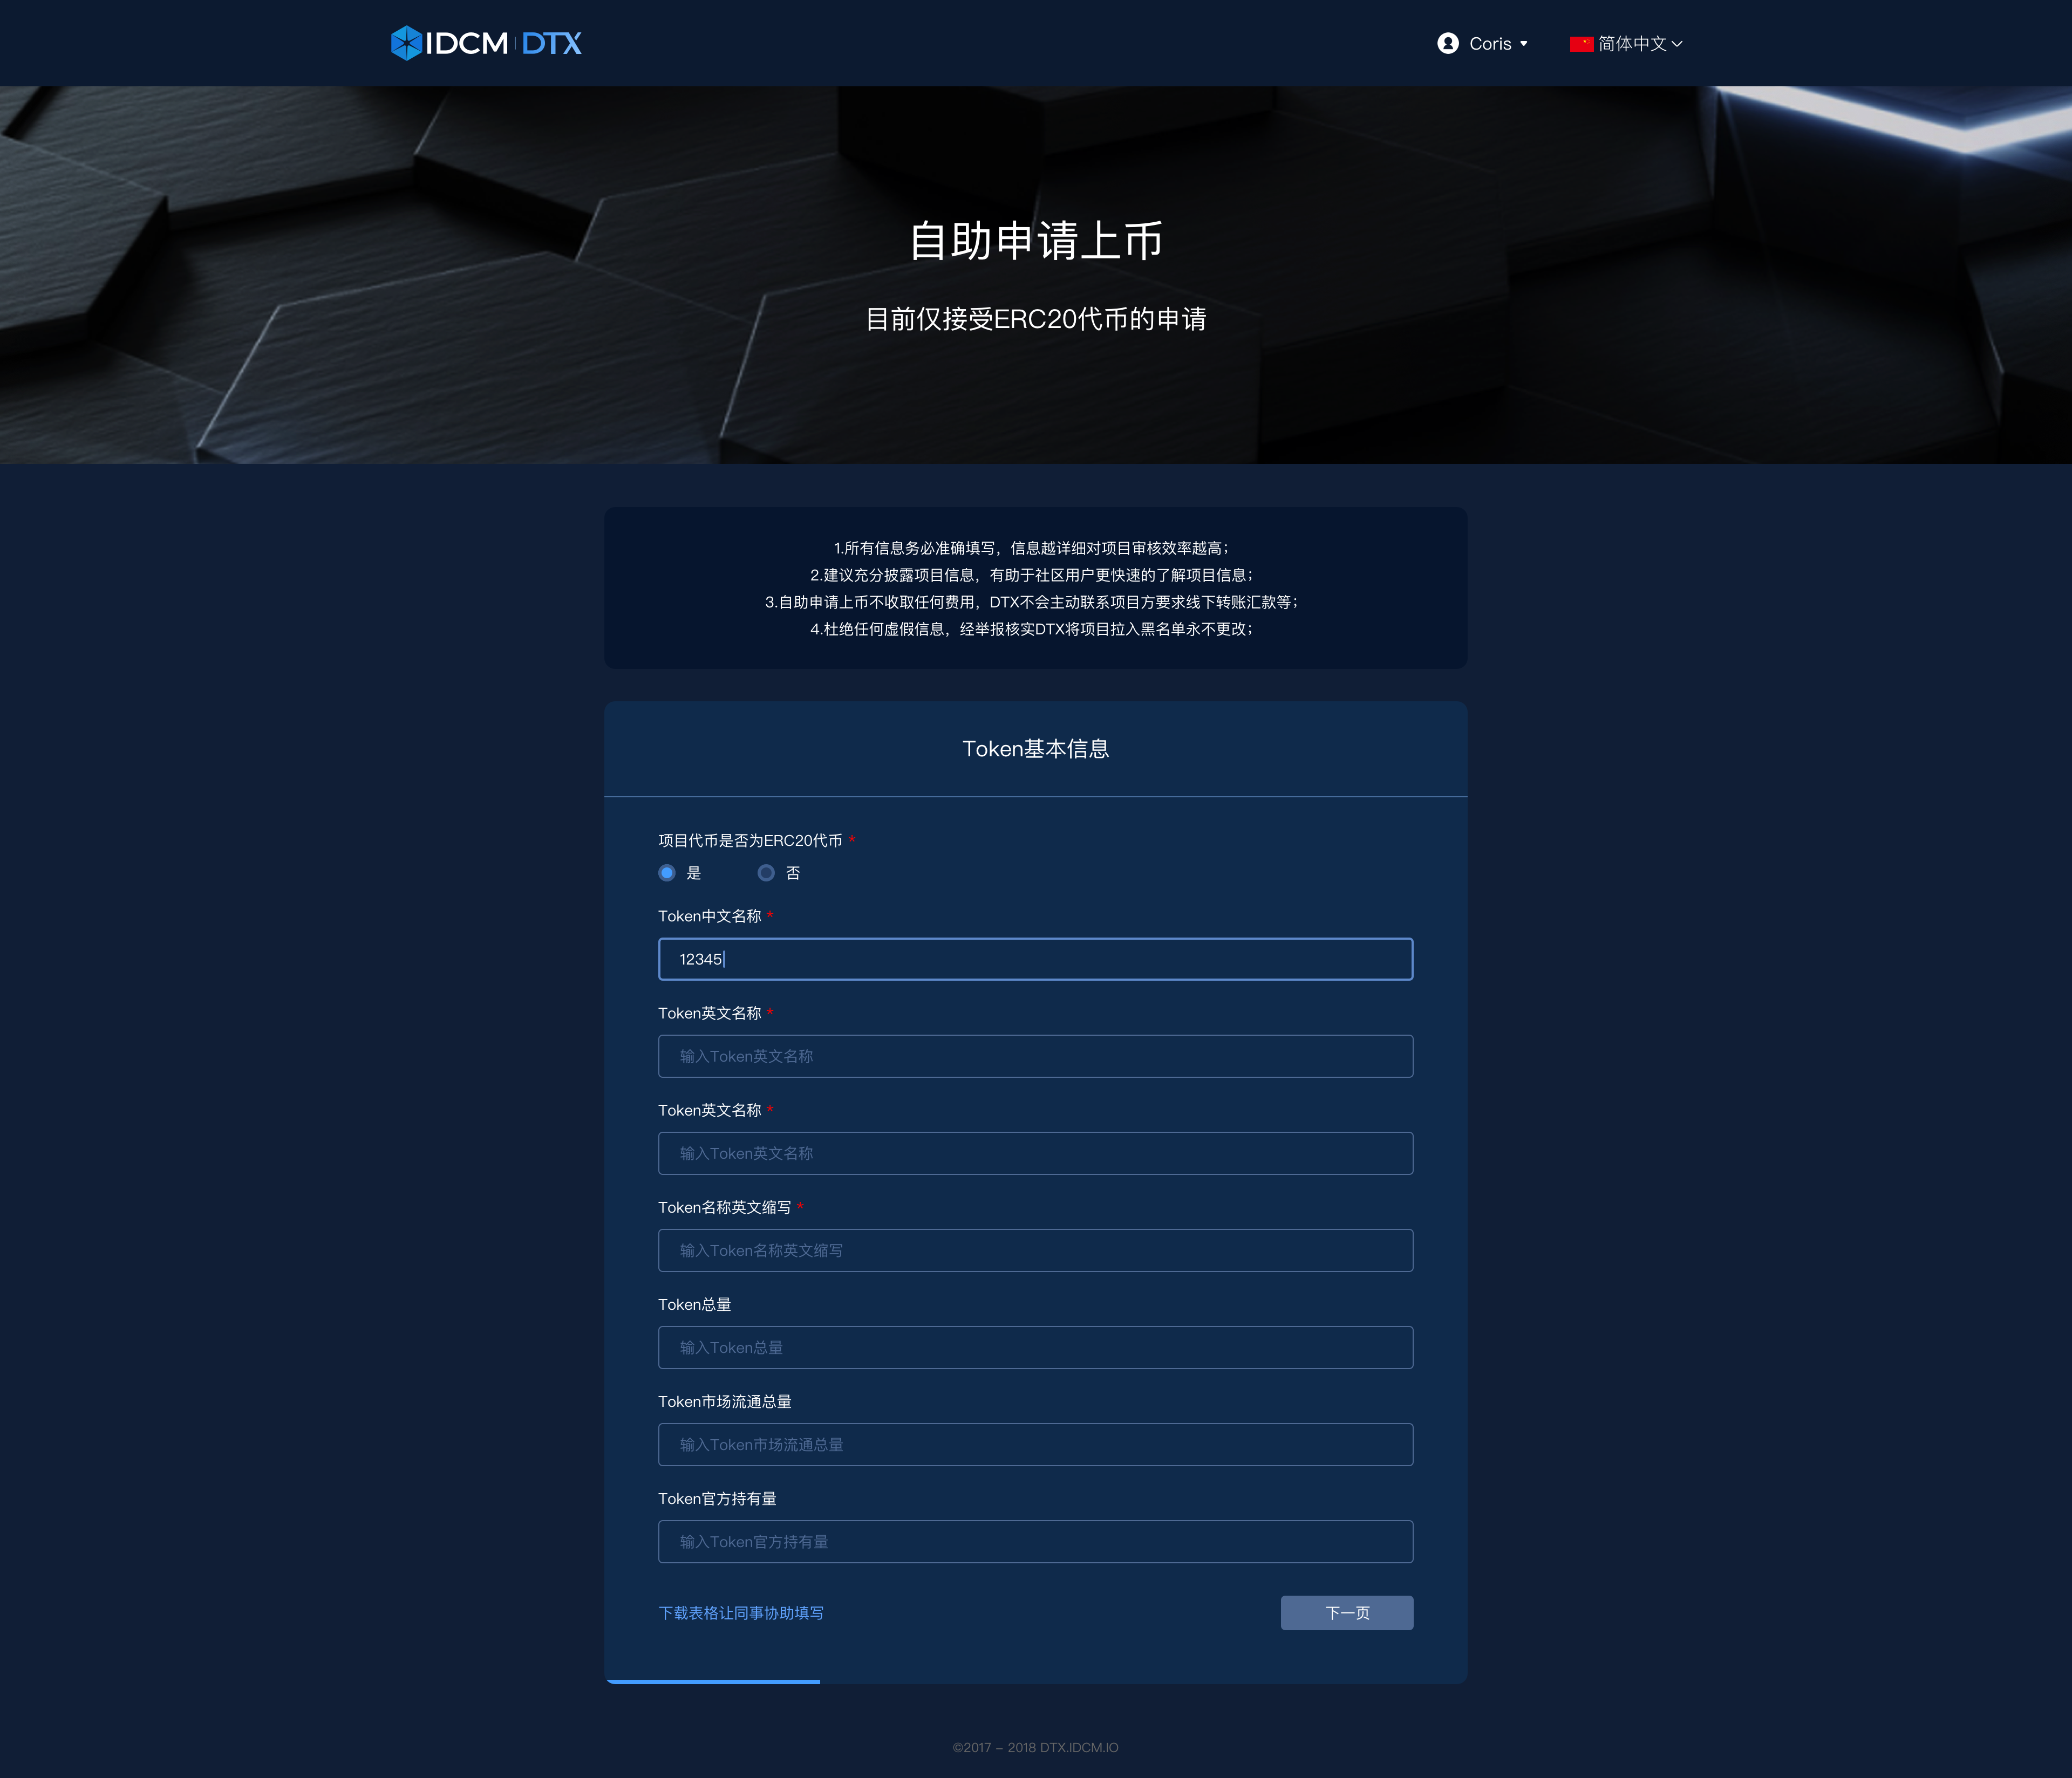 IDCM DTX
Coris
简体中文
自助申请上币
目前仅接受ERC20代币的申请
1.所有信息务必准确填写，信息越详细对项目审核效率越高；
2.建议充分披露项目信息，有助于社区用户更快速的了解项目信息；
3.自助申请上币不收取任何费用，DTX不会主动联系项目方要求线下转账汇款等；
4.杜绝任何虚假信息，经举报核实DTX将项目拉入黑名单永不更改；
Token基本信息
项目代币是否为ERC20代币 *
是 否
Token中文名称 *
12345
Token英文名称 *
输入Token英文名称
Token英文名称 *
输入Token英文名称
Token名称英文缩写 *
输入Token名称英文缩写
Token总量
输入Token总量
Token市场流通总量
输入Token市场流通总量
Token官方持有量
输入Token官方持有量
下载表格让同事协助填写
下一页
©2017 – 2018 DTX.IDCM.IO